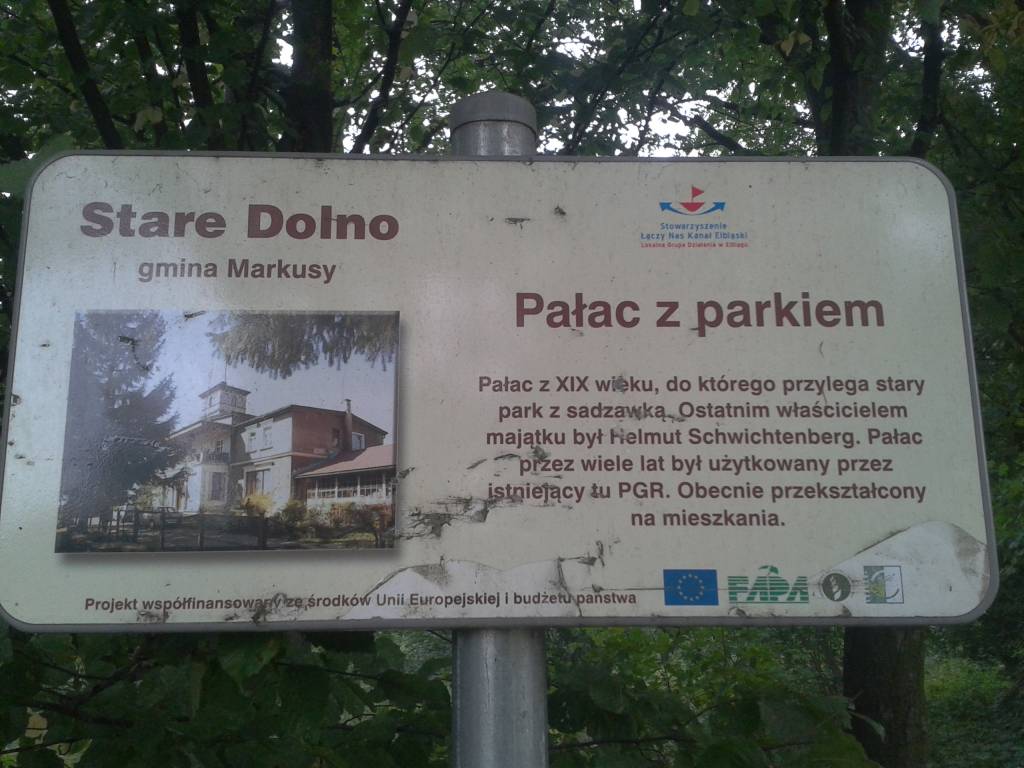 Stare Dolno
gmina Markusy
Stowarzyszenie
Łączy Nas Kanał Elbląski
Lokalna Grupa Działania w Elblągu
Pałac z parkiem
Pałac z XIX wieku, do którego przylega stary
park z sadzawką. Ostatnim właścicielem
majątku był Helmut Schwichtenberg. Pałac
przez wiele lat był użytkowany przez
istniejący tu PGR. Obecnie przekształcony
na mieszkania.
Projekt współfinansowany ze środków Unii Europejskiej i budżetu państwa
FAPA